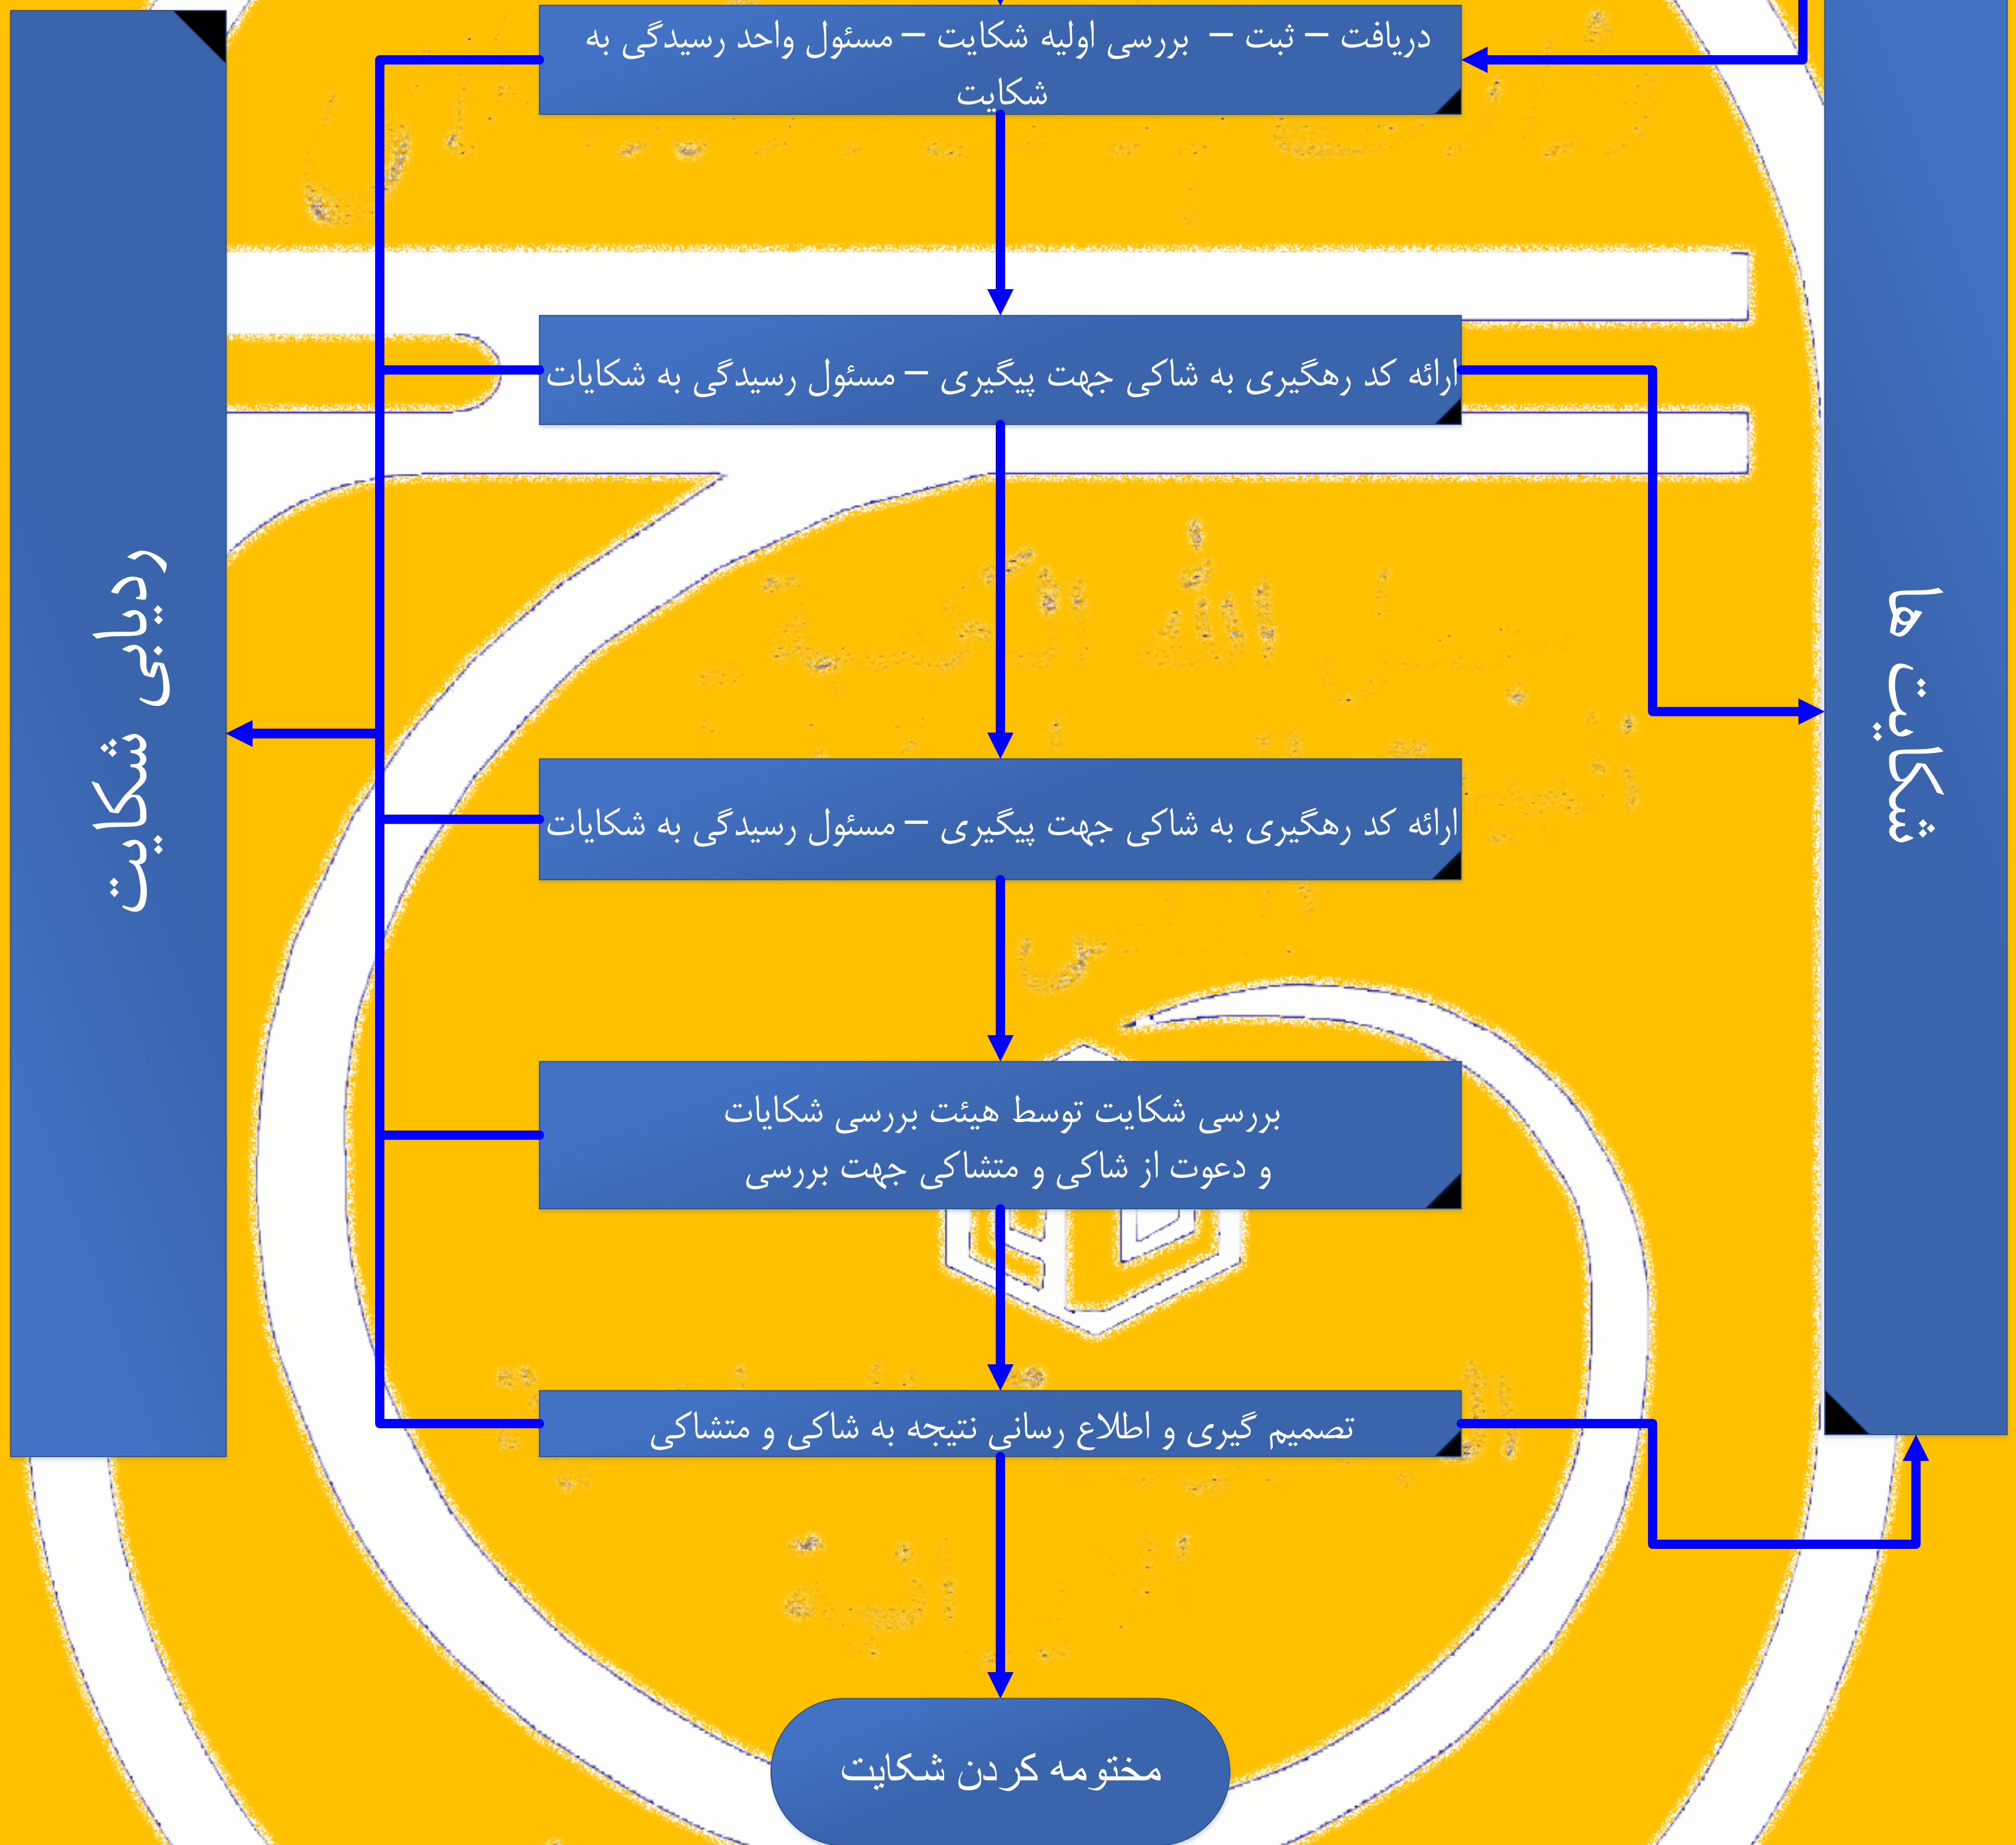 دریافت – ثبت – بررسی اولیه شکایت – مسئول واحد رسیدگی به
شکایت
ارائه کد رهگیری به شاکی جهت پیگیری – مسئول رسیدگی به شکایات
شکایت ها
ردیابی شکایت
ارائه کد رهگیری به شاکی جهت پیگیری – مسئول رسیدگی به شکایات
بررسی شکایت توسط هیئت بررسی شکایات
و دعوت از شاکی و متشاکی جهت بررسی
تصمیم گیری و اطلاع رسانی نتیجه به شاکی و متشاکی
مختومه کردن شکایت